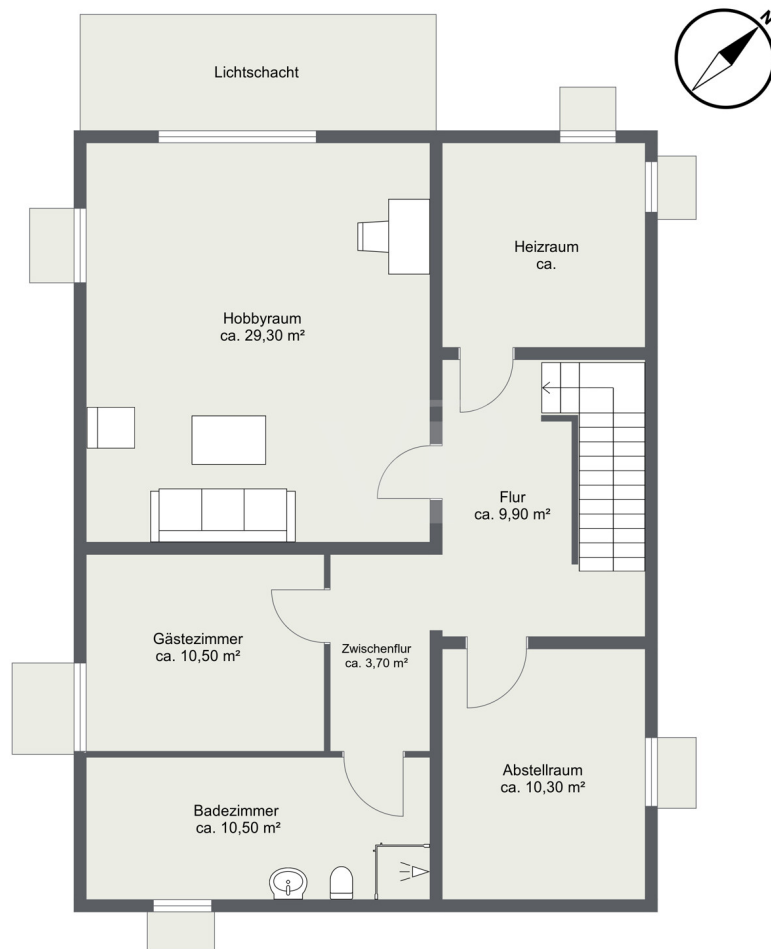 N
Lichtschacht
Heizraum
ca.
Hobbyraum
ca. 29,30 m²
Flur
ca. 9,90 m²
Gästezimmer
ca. 10,50 m²
Zwischenflur
ca. 3,70 m²
Abstellraum
ca. 10,30 m²
Badezimmer
ca. 10,50 m²